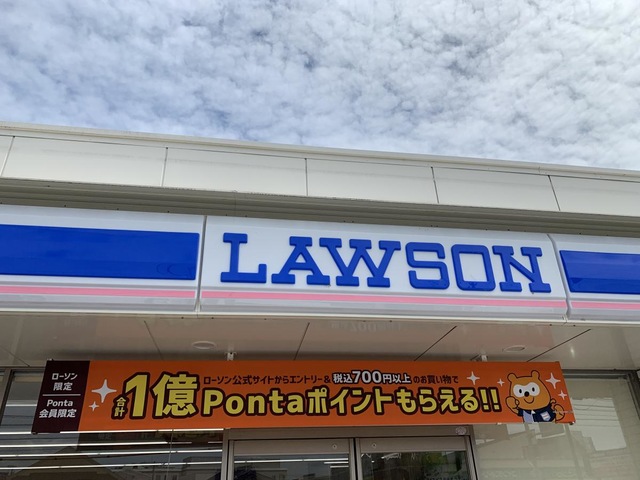 LAWSON
ローソン
限定
Ponta
会員限定
ローソン公式サイトからエントリー&税込700円以上のお買い物で
合計1億Pontaポイントもらえる!!